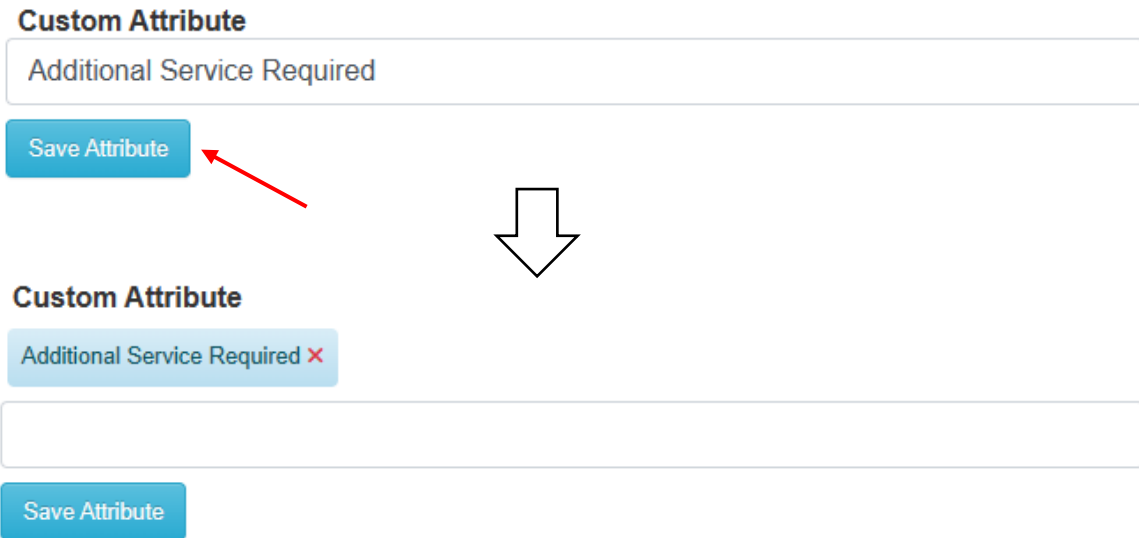 Custom Attribute
Additional Service Required
Save Attribute
Custom Attribute
Additional Service Required ×
Save Attribute